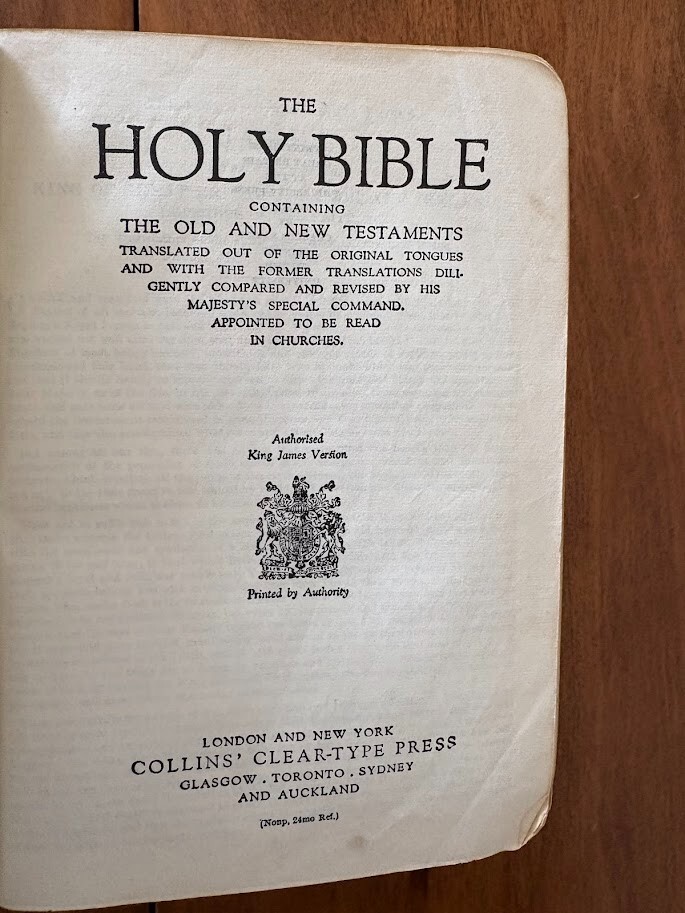 THE
HOLY BIBLE
CONTAINING
THE OLD AND NEW TESTAMENTS
TRANSLATED OUT OF THE ORIGINAL TONGUES
AND WITH THE FORMER TRANSLATIONS DILI-
GENTLY COMPARED AND REVISED BY HIS
MAJESTY'S SPECIAL COMMAND.
APPOINTED TO BE READ
IN CHURCHES.
Authorised
King James Version
Printed by Authority
LONDON AND NEW YORK
COLLINS' CLEAR-TYPE PRESS
GLASGOW . TORONTO . SYDNEY
AND AUCKLAND
(Nonp, 24mo Ref.)